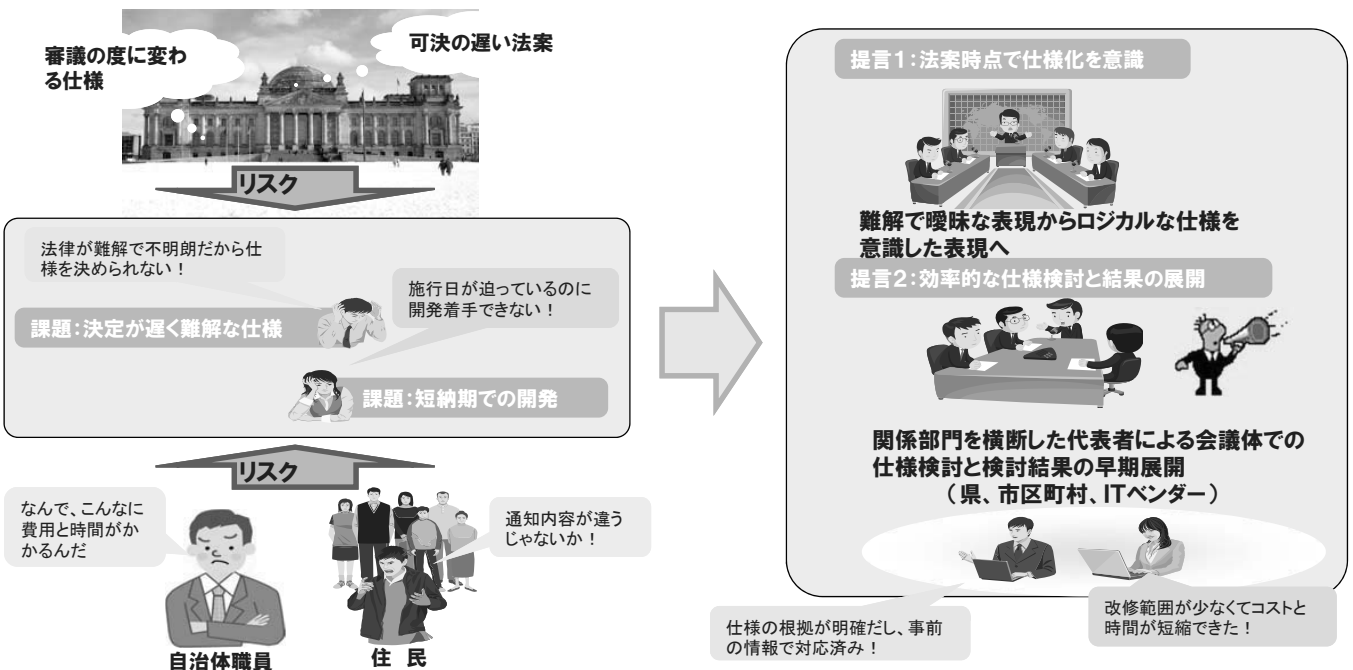 審議の度に変わ
る仕様
可決の遅い法案
リスク
法律が難解で不明朗だから仕
様を決められない！
施行日が迫っているのに
開発着手できない！
課題：決定が遅く難解な仕様
課題：短納期での開発
リスク
なんで、こんなに
費用と時間がか
かるんだ
通知内容が違う
じゃないか！
自治体職員
住 民
提言１：法案時点で仕様化を意識
難解で曖昧な表現からロジカルな仕様を
意識した表現へ
提言２：効率的な仕様検討と結果の展開
関係部門を横断した代表者による会議体での
仕様検討と検討結果の早期展開
（県、市区町村、ITベンダー）
仕様の根拠が明確だし、事前
の情報で対応済み！
改修範囲が少なくてコストと
時間が短縮できた！